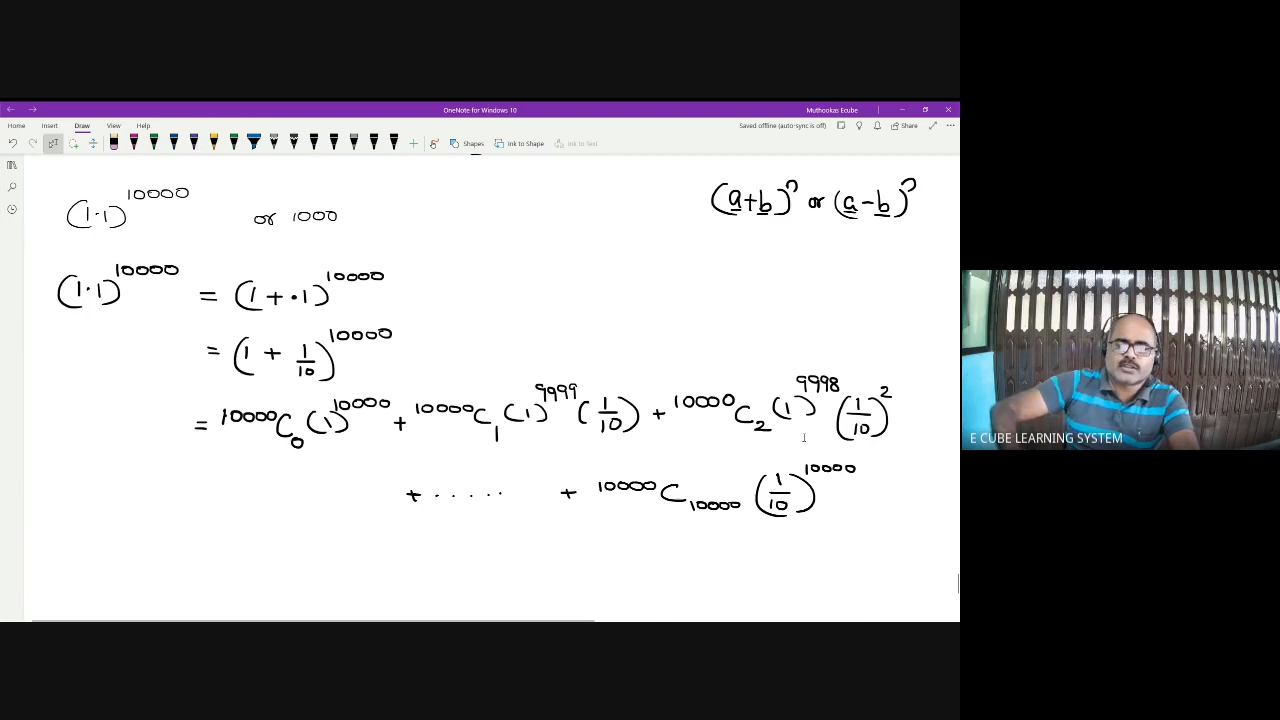 OneNote for Windows 10
Muthookas Ecube
Home Insert Draw View Help
Saved offline (auto-sync is off) Share
Shapes Ink to Shape Ink to Text
(1·1)^10000 or 1000
(a+b)^n or (a-b)^n
(1·1)^10000 = (1 + ·1)^10000
= (1 + 1/10)^10000
= 10000C0 (1)^10000 + 10000C1 (1)^9999 (1/10) + 10000C2 (1)^9998 (1/10)^2
+ ..... + 10000C10000 (1/10)^10000
E CUBE LEARNING SYSTEM